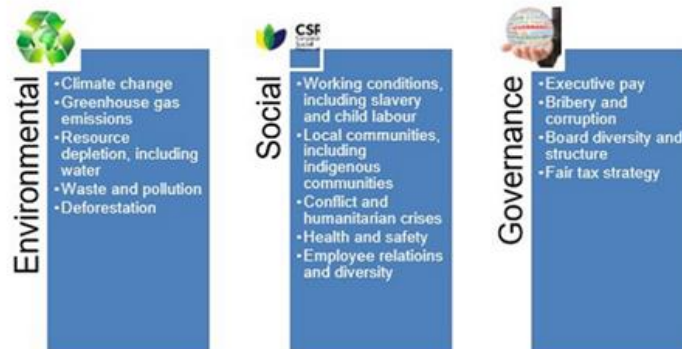 Environmental
•Climate change
•Greenhouse gas
emissions
•Resource
depletion, including
water
•Waste and pollution
•Deforestation
CSR
Social
•Working conditions,
including slavery
and child labour
•Local communities,
including
indigenous
communities
•Conflict and
humanitarian crises
•Health and safety
•Employee relatioins
and diversity
Governance
•Executive pay
•Bribery and
corruption
•Board diversity and
structure
•Fair tax strategy